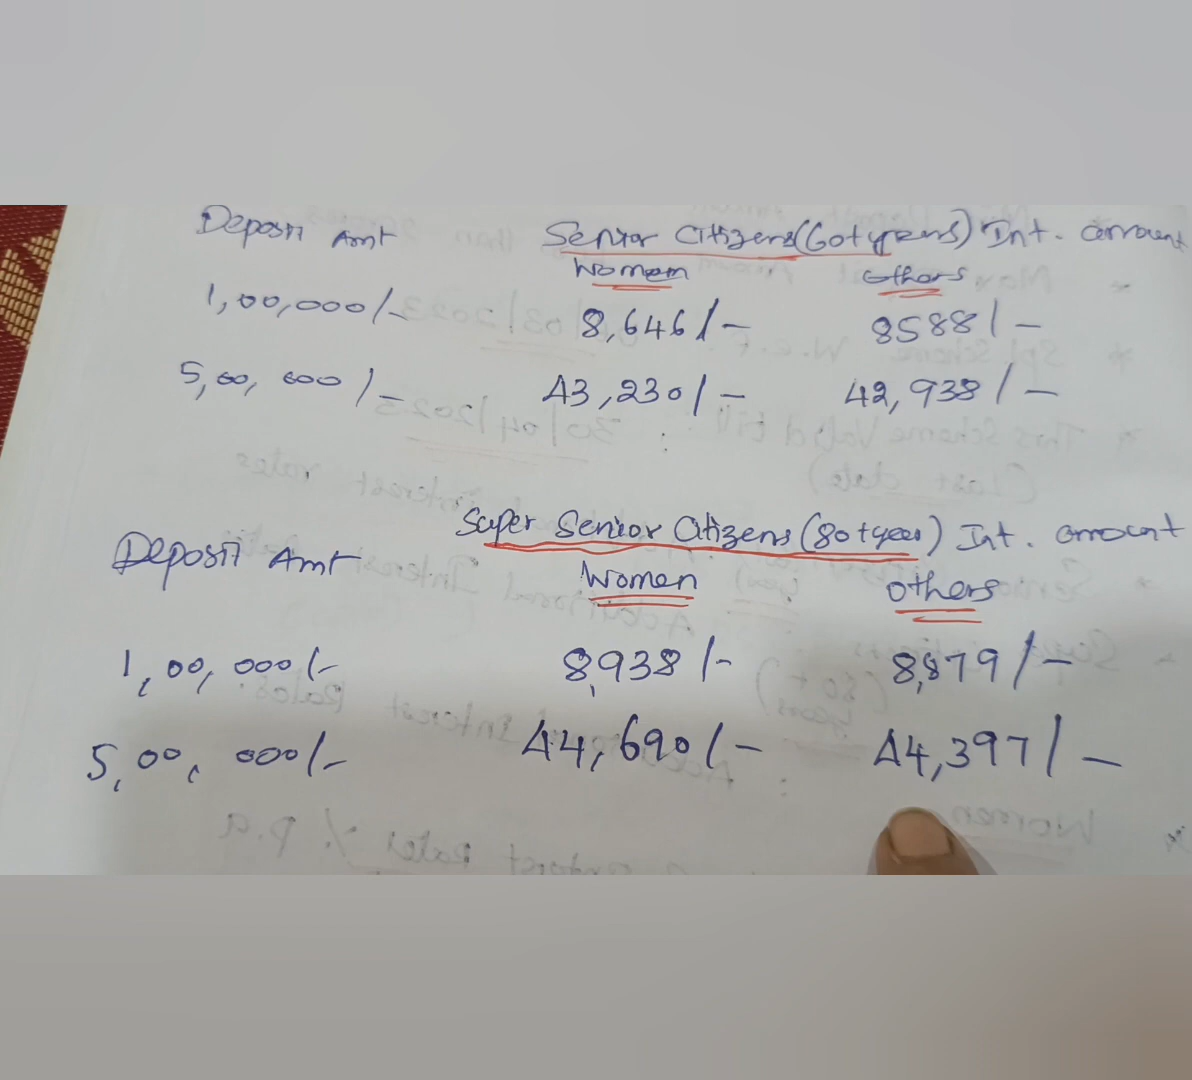 Deposit Amt Senior Citizens(60+years) Int. amount
Women others
1,00,000/- 8,646/- 8588/-
5,00,000/- 43,230/- 42,938/-
Super Senior Citizens (80+year) Int. amount
Deposit Amt Women others
1,00,000/- 8,938/- 8,879/-
5,00,000/- 44,690/- 44,397/-